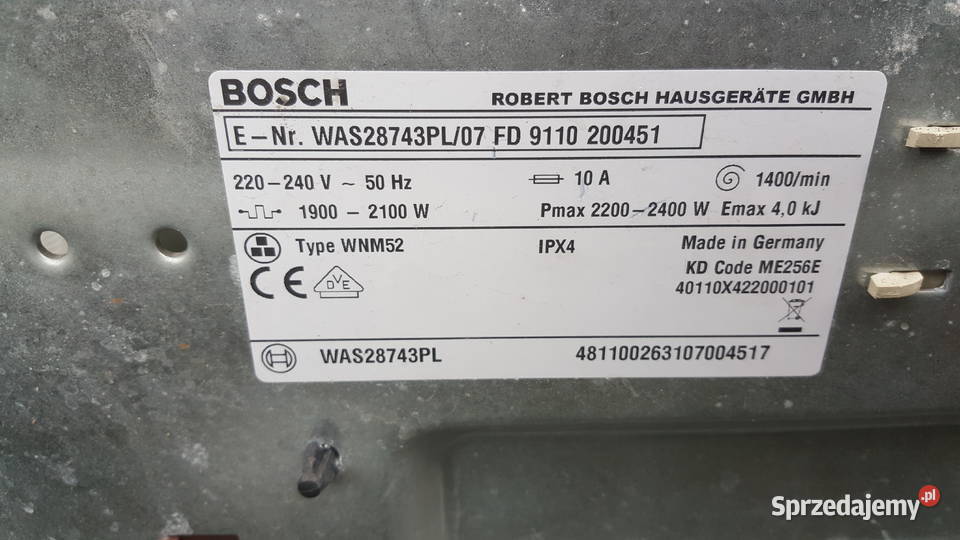 BOSCH ROBERT BOSCH HAUSGERÄTE GMBH
E-Nr. WAS28743PL/07 FD 9110 200451
220-240 V ~ 50 Hz 10 A 1400/min
1900 - 2100 W Pmax 2200-2400 W Emax 4,0 kJ
Type WNM52 IPX4 Made in Germany
KD Code ME256E
CE DVE 40110X422000101
WAS28743PL 481100263107004517
Sprzedajemy.pl